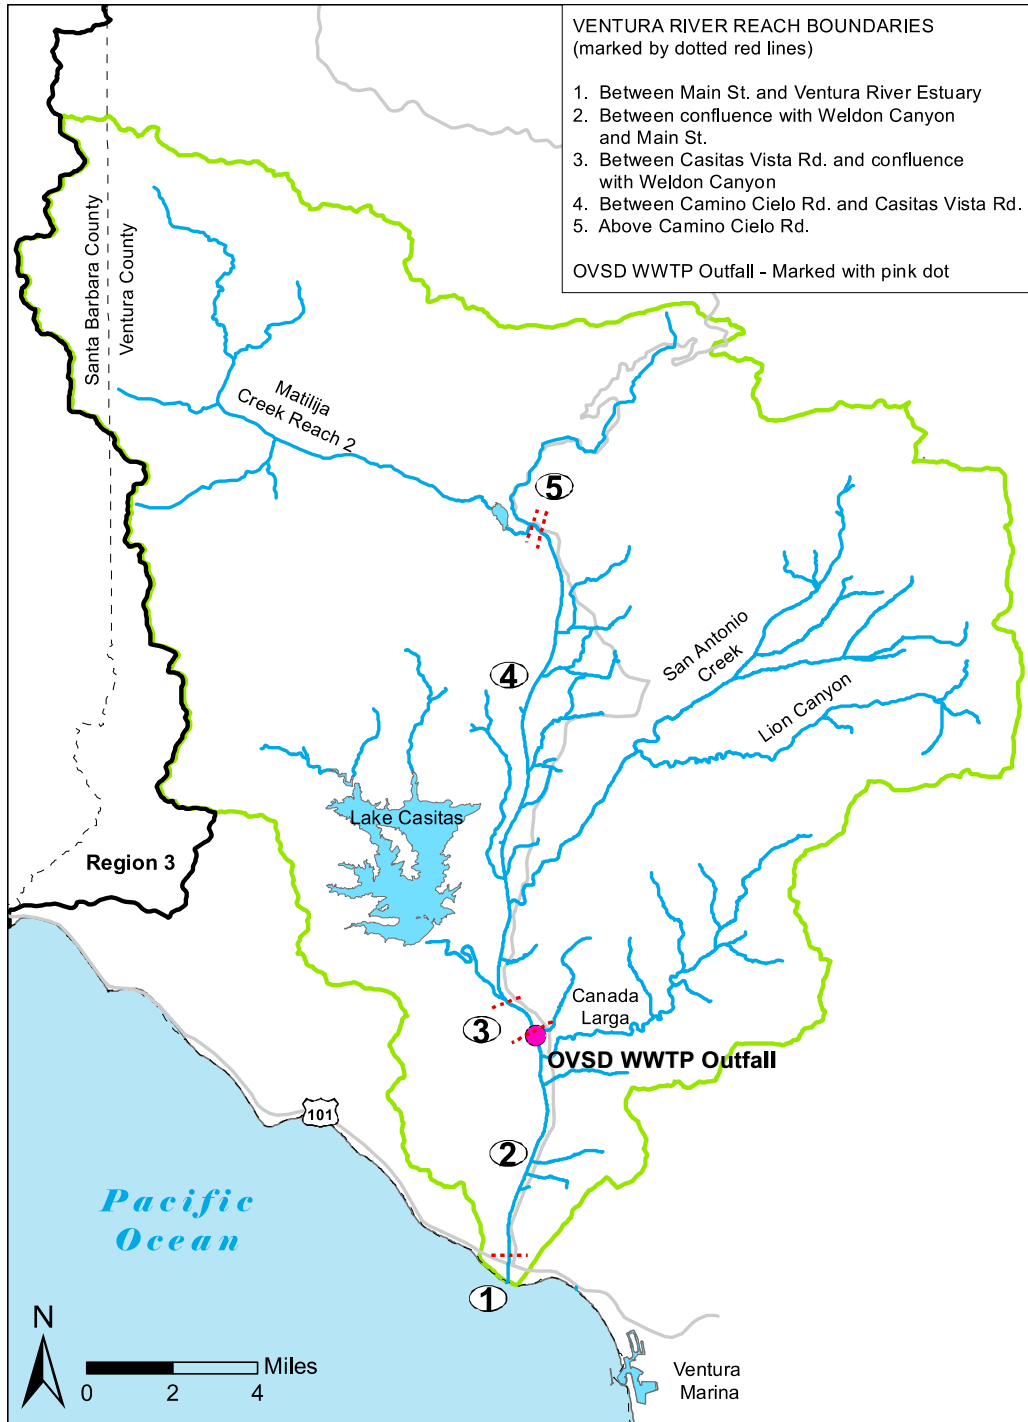 VENTURA RIVER REACH BOUNDARIES
(marked by dotted red lines)
1. Between Main St. and Ventura River Estuary
2. Between confluence with Weldon Canyon
and Main St.
3. Between Casitas Vista Rd. and confluence
with Weldon Canyon
4. Between Camino Cielo Rd. and Casitas Vista Rd.
5. Above Camino Cielo Rd.
OVSD WWTP Outfall - Marked with pink dot
Santa Barbara County
Ventura County
Matilija
Creek Reach 2
5
San Antonio
Creek
4
Lion Canyon
Lake Casitas
Region 3
Canada
Larga
3
OVSD WWTP Outfall
101
2
Pacific
Ocean
1
N
Miles
0 2 4
Ventura
Marina